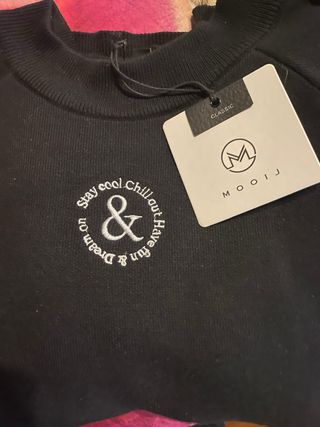 CLASSIC
M
MOOIJ
Stay cool.Chill out.Have fun & Dream on
&